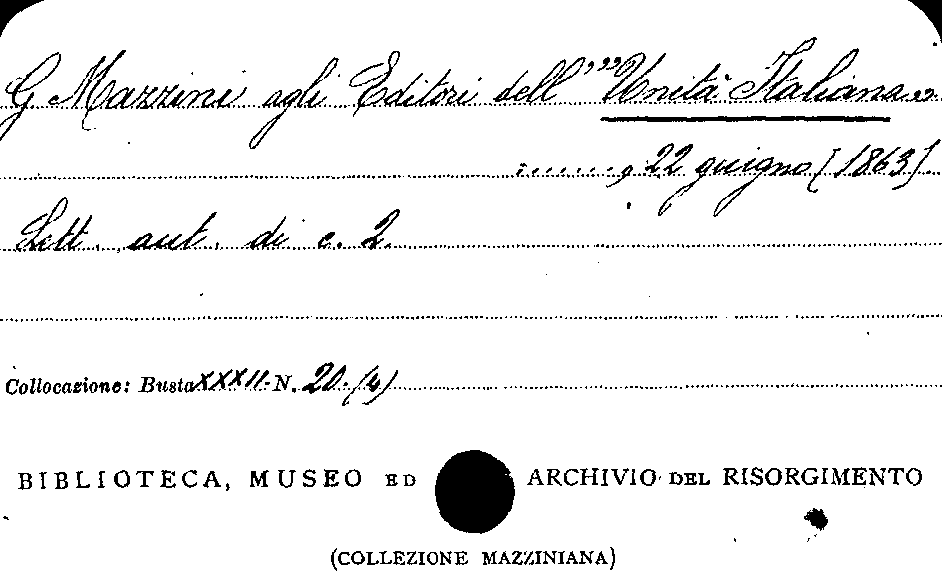 G Mazzini agli Editori dell'"Unità Italiana"
......, 22 giugno [1863]
Lett. aut. di c. 2.
Collocazione: Busta XXXII N. 20. (4)
BIBLIOTECA, MUSEO ED ARCHIVIO DEL RISORGIMENTO
(COLLEZIONE MAZZINIANA)